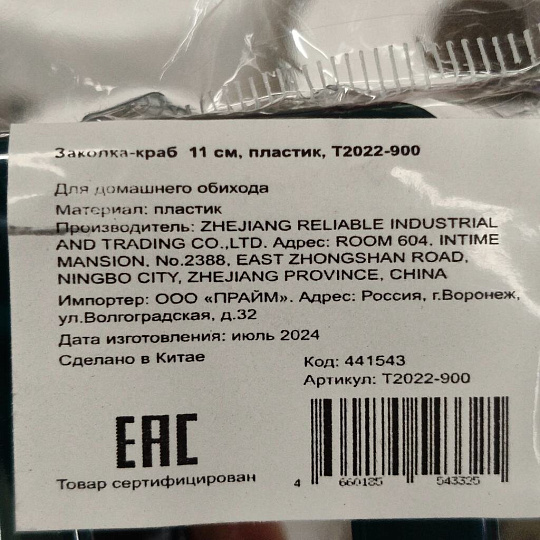 Заколка-краб 11 см, пластик, T2022-900
Для домашнего обихода
Материал: пластик
Производитель: ZHEJIANG RELIABLE INDUSTRIAL
AND TRADING CO.,LTD. Адрес: ROOM 604, INTIME
MANSION, No.2388, EAST ZHONGSHAN ROAD,
NINGBO CITY, ZHEJIANG PROVINCE, CHINA
Импортер: ООО «ПРАЙМ». Адрес: Россия, г.Воронеж,
ул.Волгоградская, д.32
Дата изготовления: июль 2024
Сделано в Китае
Код: 441543
Артикул: T2022-900
EAC
Товар сертифицирован
4 660185 543325